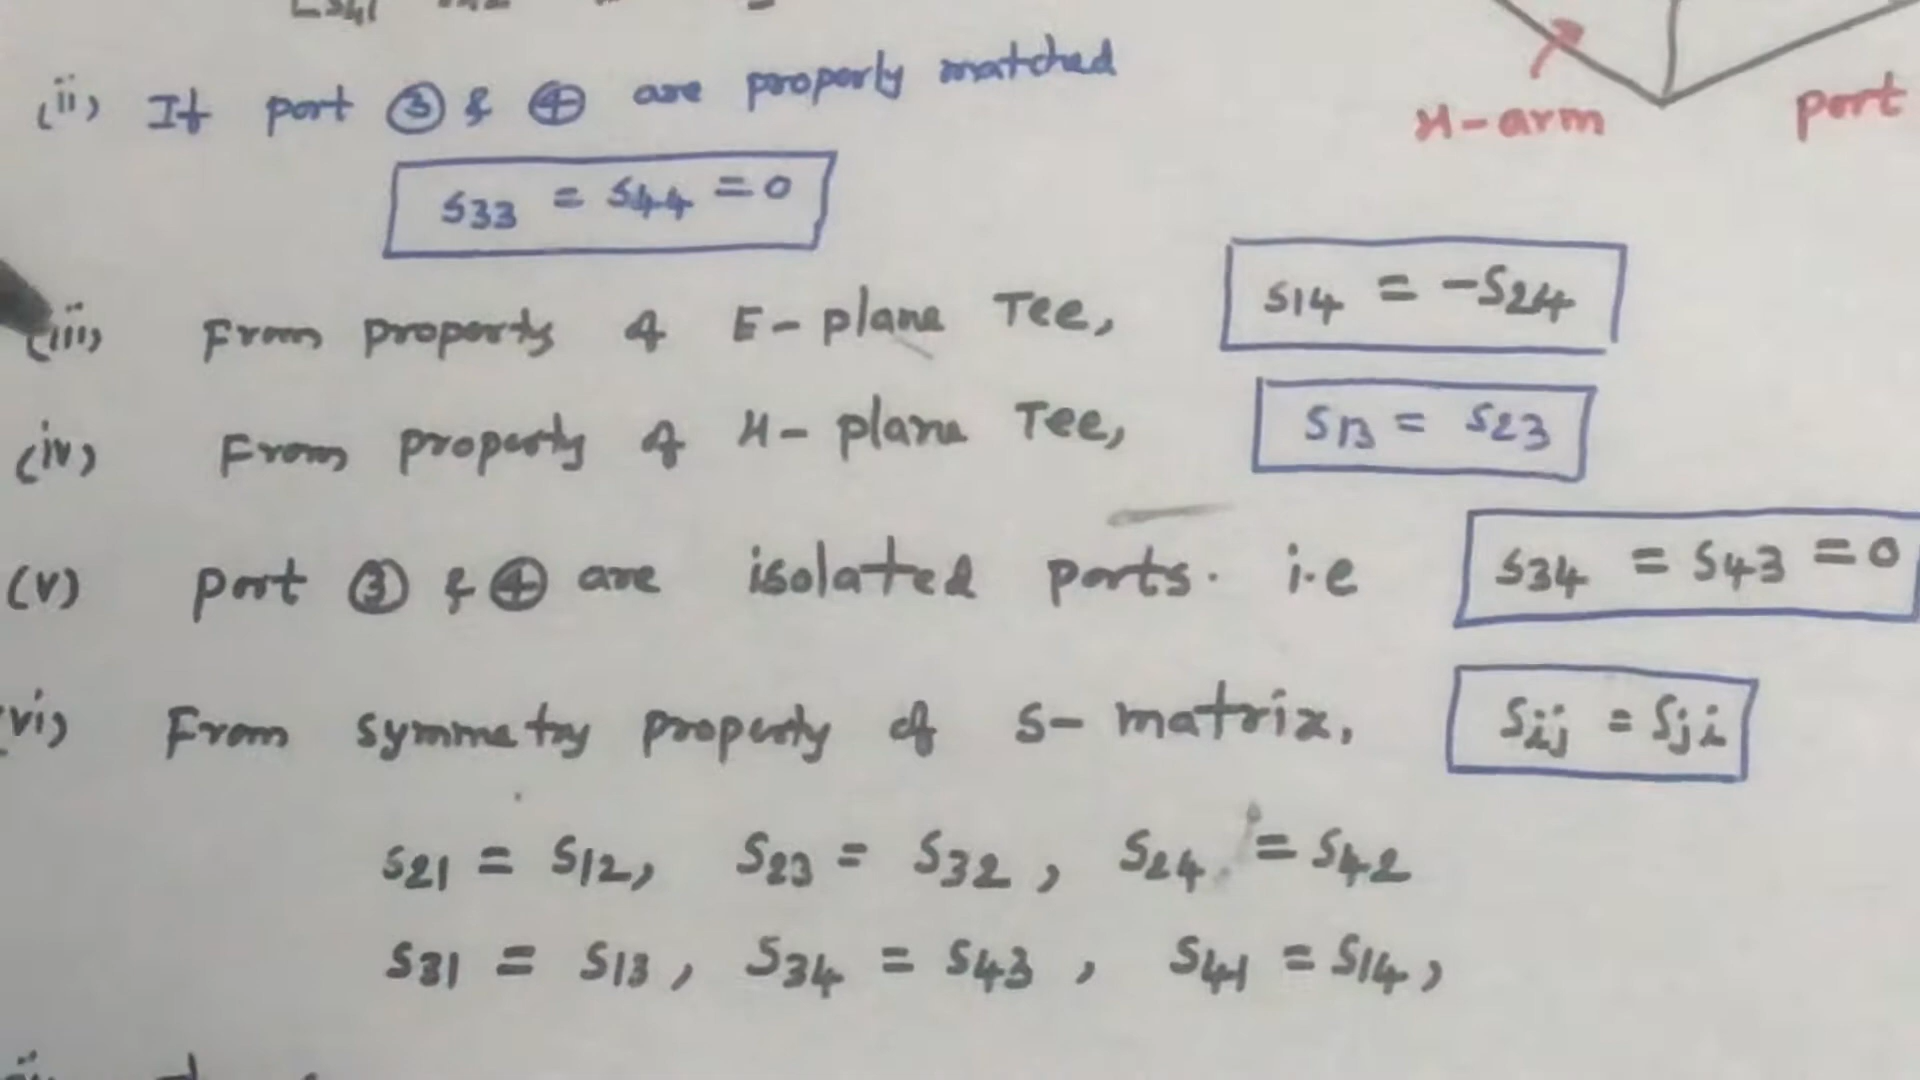 (ii) If port ③ & ④ are properly matched
H-arm
port
S33 = S44 = 0
(iii) From property of E-plane Tee, S14 = -S24
(iv) From property of H-plane Tee, S13 = S23
(v) port ③ & ④ are isolated ports. i.e S34 = S43 = 0
vi) From symmetry property of S-matrix, Sij = Sji
S21 = S12, S23 = S32, S24 = S42
S31 = S13, S34 = S43, S41 = S14,